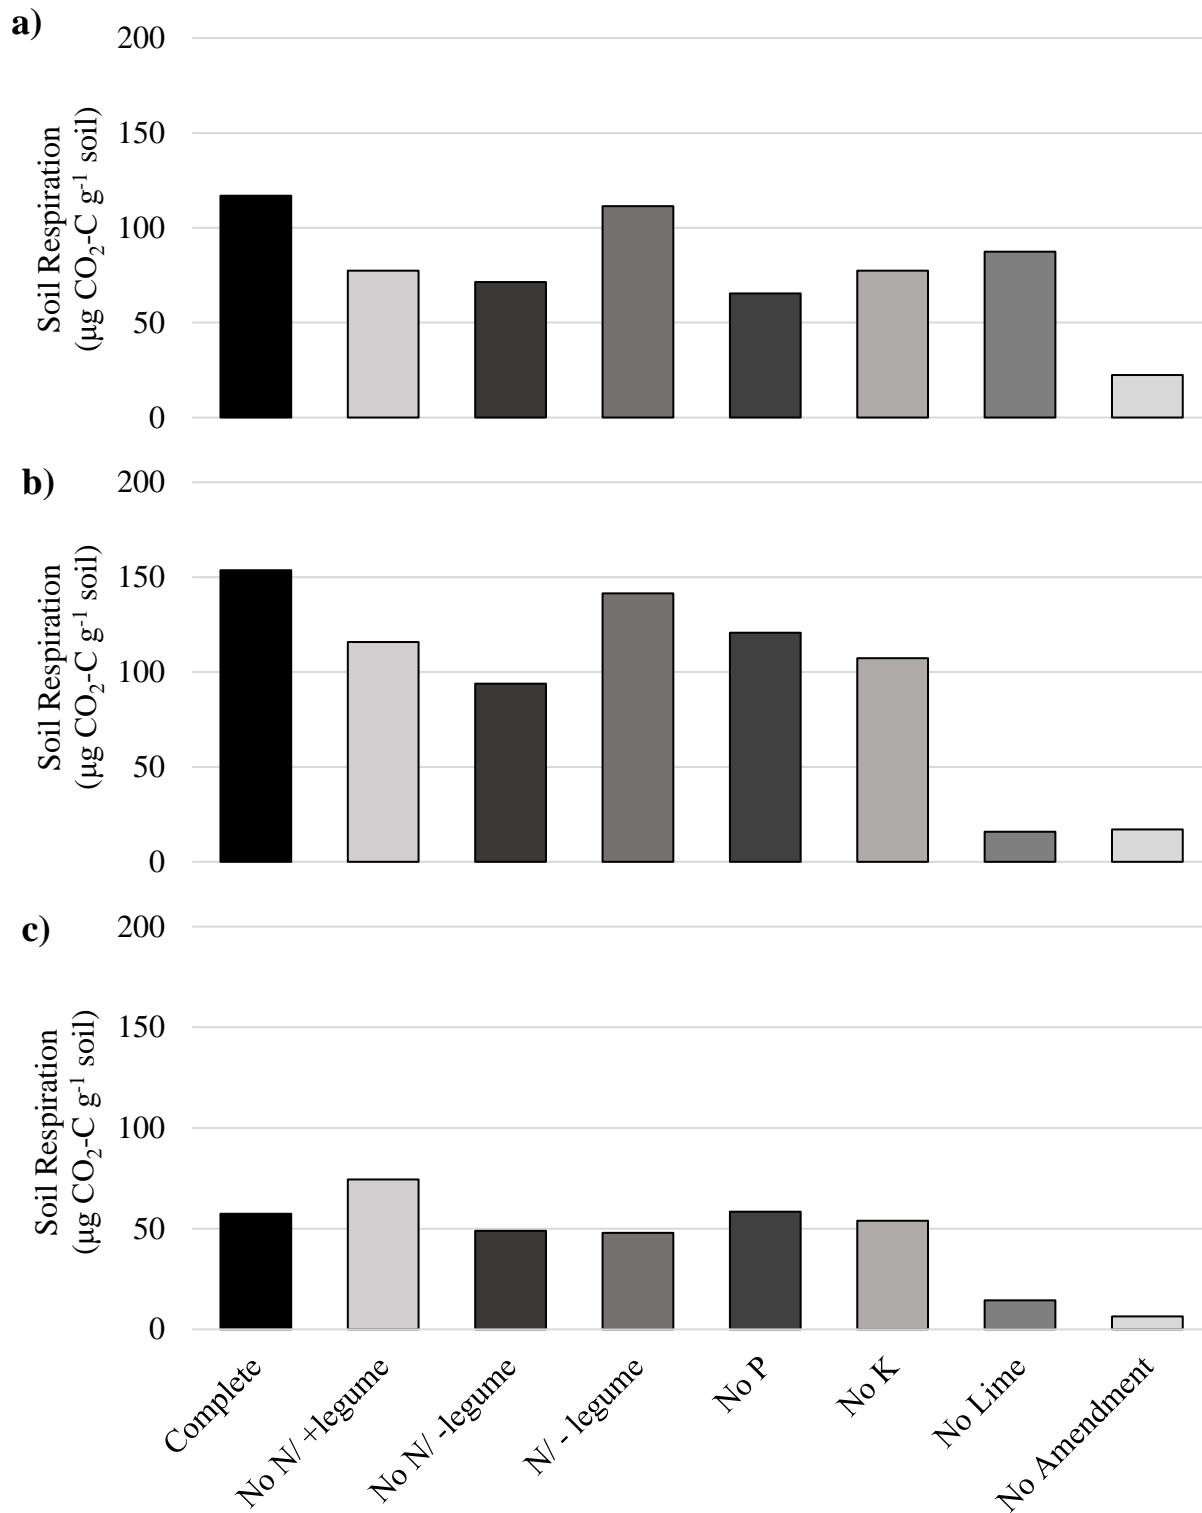 a)
200
150
100
50
0
Soil Respiration
(µg CO₂-C g⁻¹ soil)
b)
200
150
100
50
0
Soil Respiration
(µg CO₂-C g⁻¹ soil)
c)
200
150
100
50
0
Soil Respiration
(µg CO₂-C g⁻¹ soil)
Complete
No N/ +legume
No N/ -legume
N/ - legume
No P
No K
No Lime
No Amendment